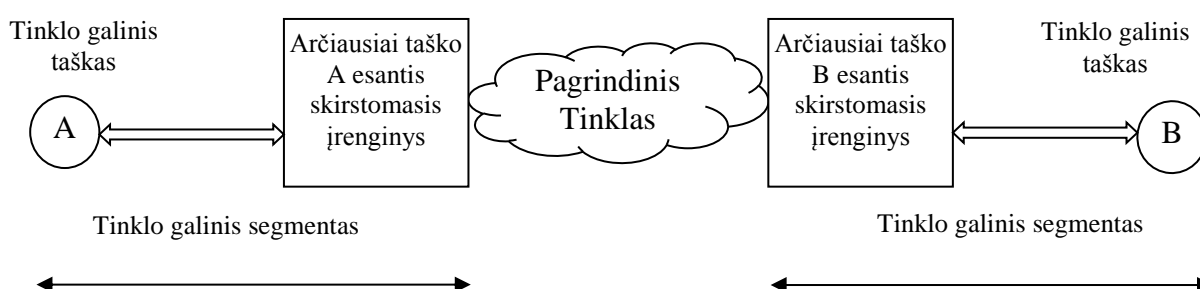 Tinklo galinis
taškas
A
Arčiausiai taško
A esantis
skirstomasis
įrenginys
Pagrindinis
Tinklas
Arčiausiai taško
B esantis
skirstomasis
įrenginys
Tinklo galinis
taškas
B
Tinklo galinis segmentas
Tinklo galinis segmentas